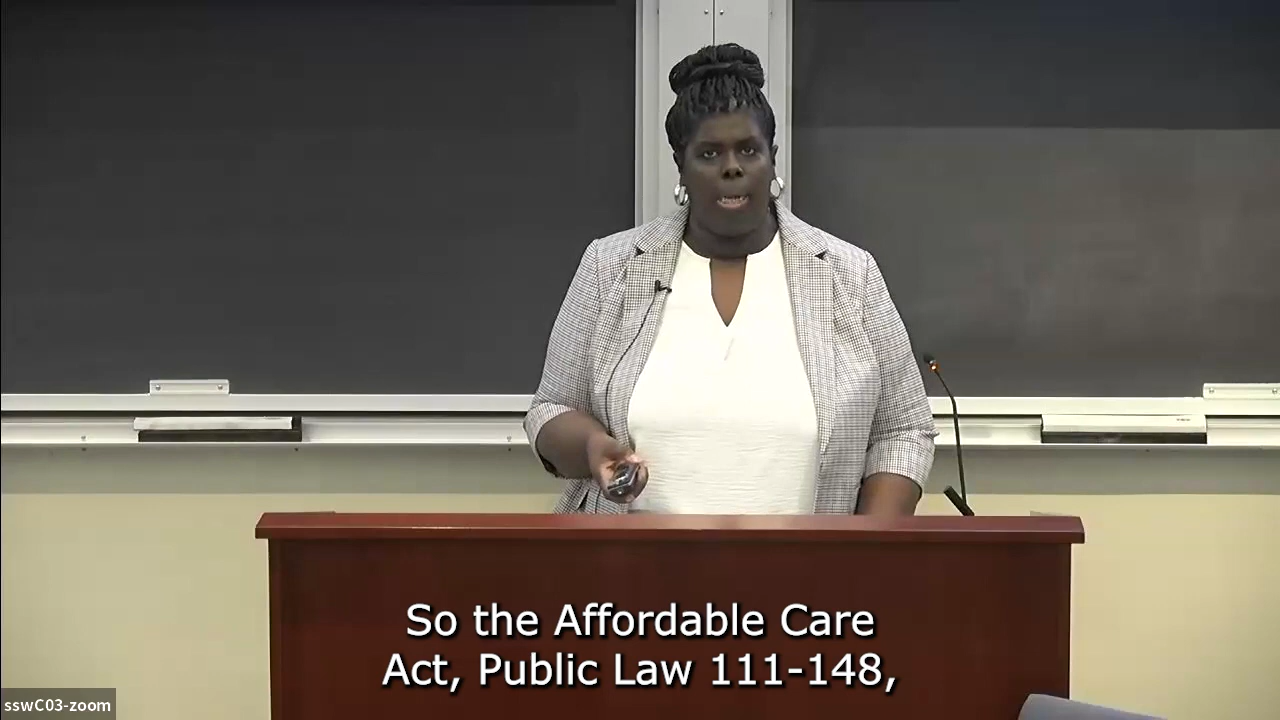 So the Affordable Care
Act, Public Law 111-148,
sswC03-zoom